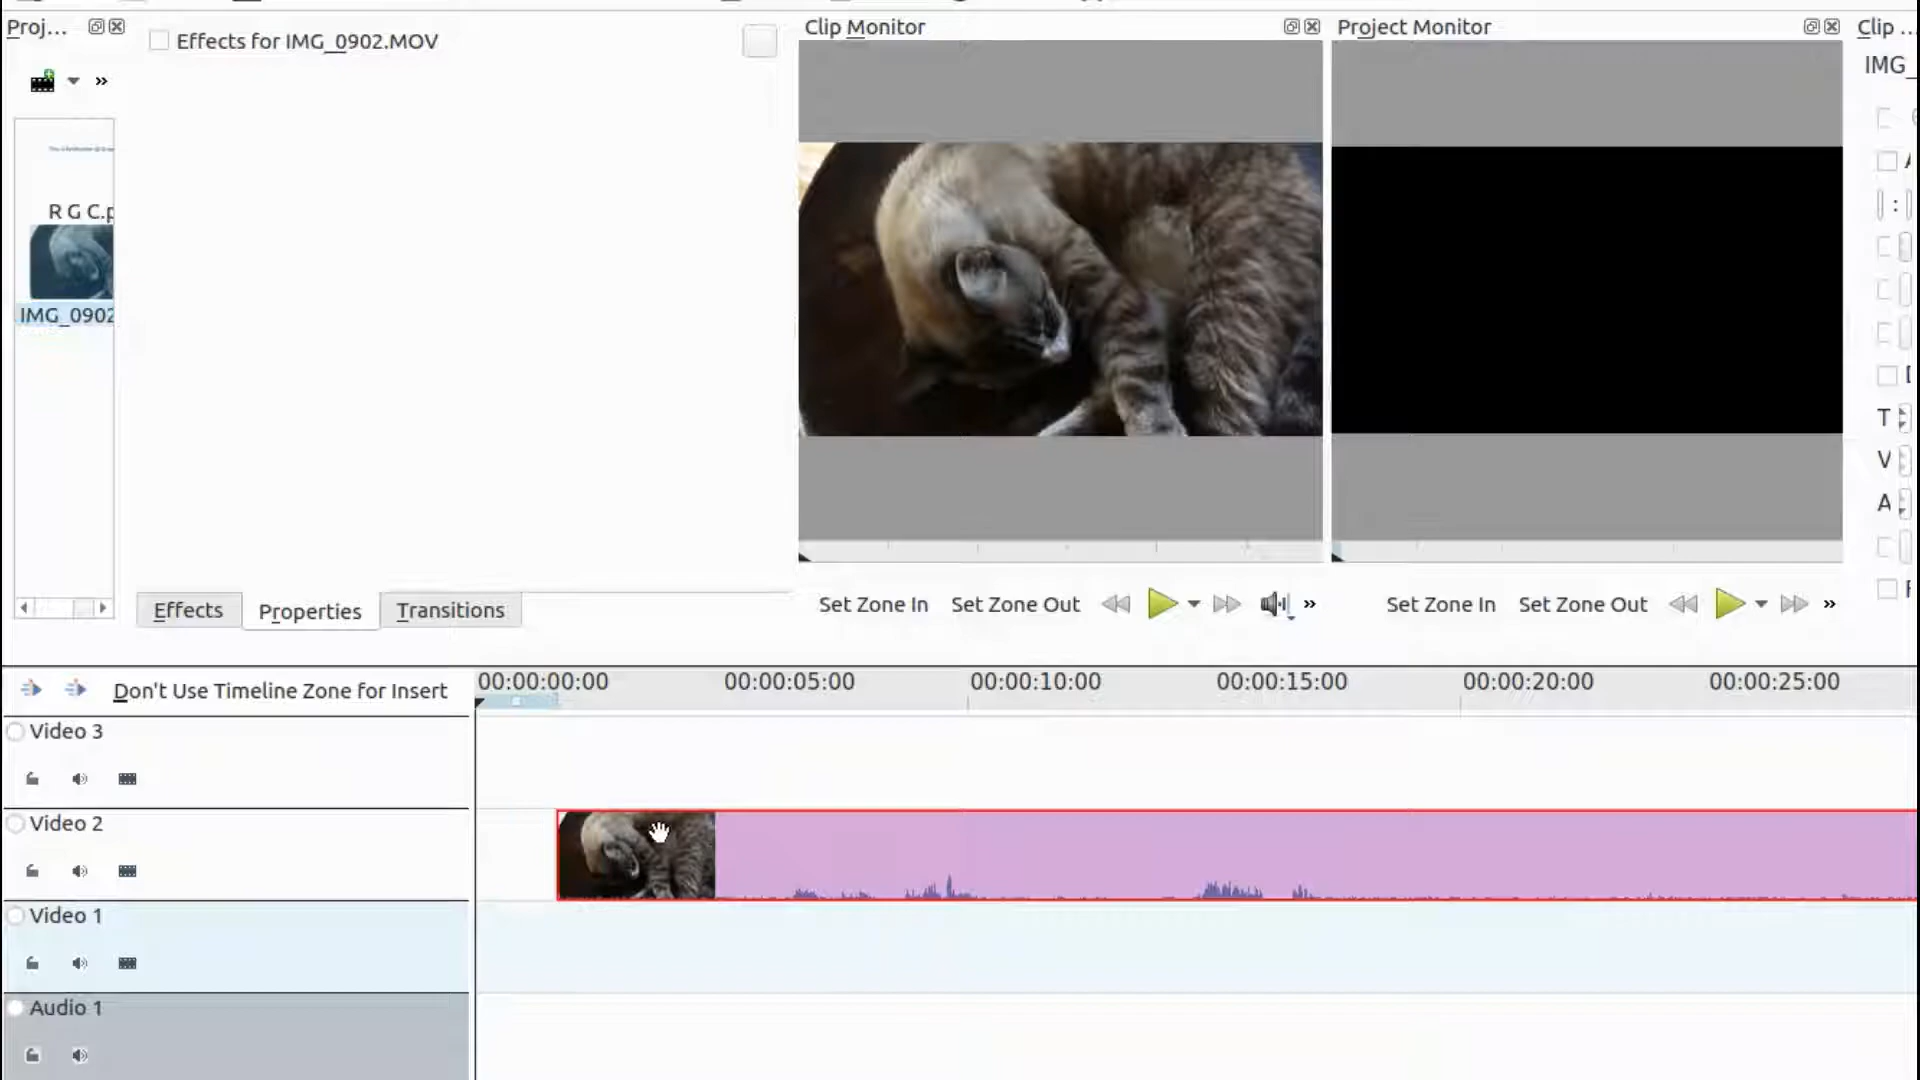 Proj...
Effects for IMG_0902.MOV
Clip Monitor
Project Monitor
Clip ...
IMG_
R G C.p
IMG_0902
:
T
V
A
Effects
Properties
Transitions
Set Zone In
Set Zone Out
Set Zone In
Set Zone Out
Don't Use Timeline Zone for Insert
00:00:00:00
00:00:05:00
00:00:10:00
00:00:15:00
00:00:20:00
00:00:25:00
Video 3
Video 2
Video 1
Audio 1